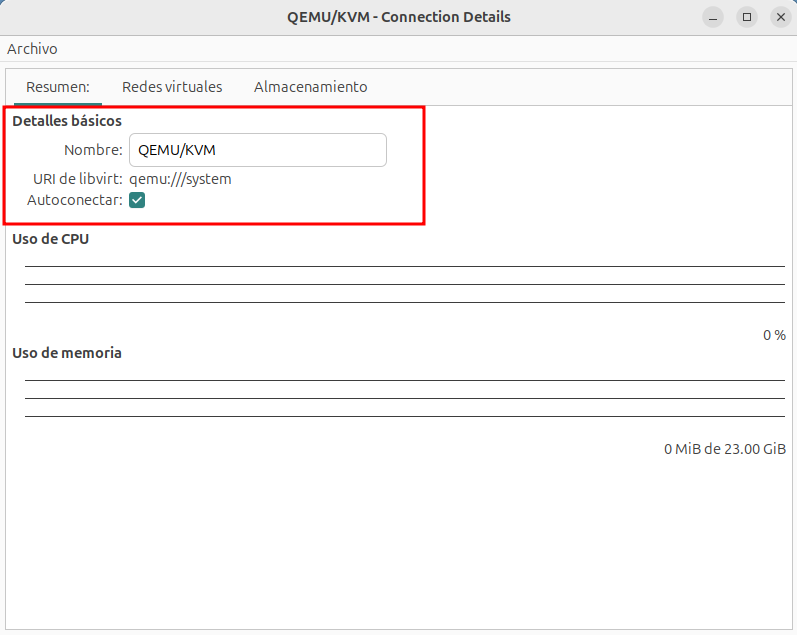 QEMU/KVM - Connection Details
Archivo
Resumen: Redes virtuales Almacenamiento
Detalles básicos
Nombre: QEMU/KVM
URI de libvirt: qemu:///system
Autoconectar:
Uso de CPU
0 %
Uso de memoria
0 MiB de 23.00 GiB